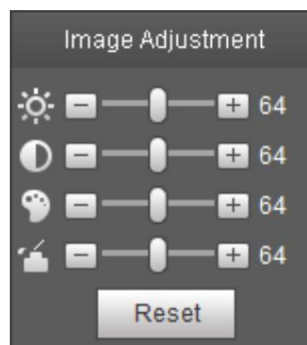 Image Adjustment
− + 64
− + 64
− + 64
− + 64
Reset